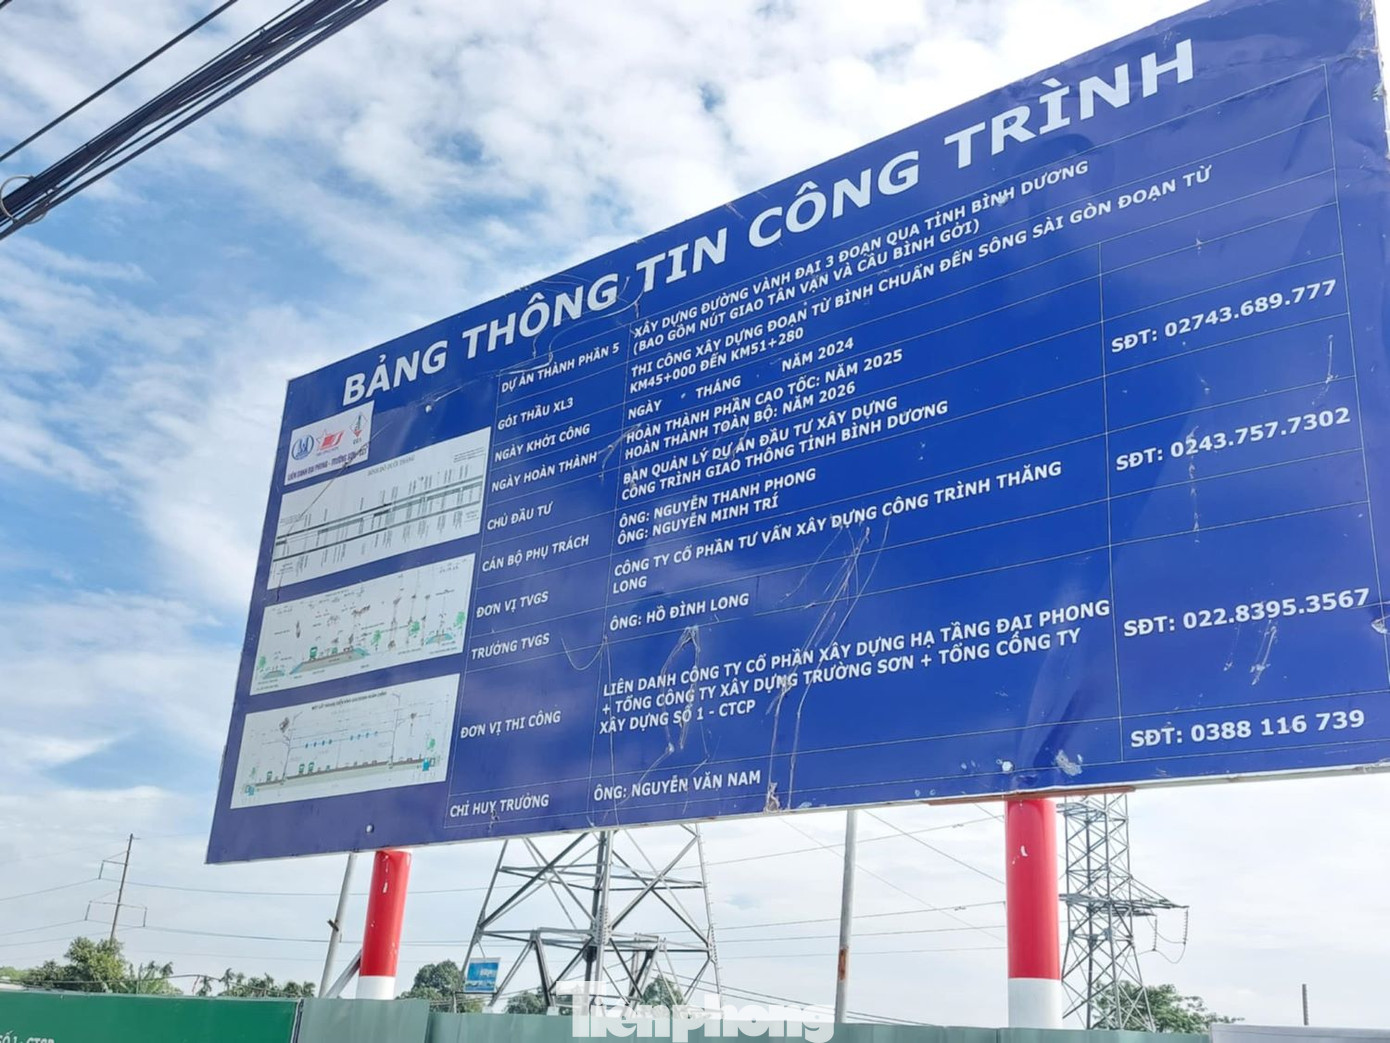 BẢNG THÔNG TIN CÔNG TRÌNH
DỰ ÁN THÀNH PHẦN 5
XÂY DỰNG ĐƯỜNG VÀNH ĐAI 3 ĐOẠN QUA TỈNH BÌNH DƯƠNG
(BAO GỒM NÚT GIAO TÂN VẠN VÀ CẦU BÌNH GỞI)
GÓI THẦU XL3
THI CÔNG XÂY DỰNG ĐOẠN TỪ BÌNH CHUẨN ĐẾN SÔNG SÀI GÒN ĐOẠN TỪ
KM45+000 ĐẾN KM51+280
NGÀY KHỞI CÔNG
NGÀY THÁNG NĂM 2024
NGÀY HOÀN THÀNH
HOÀN THÀNH PHẦN CAO TỐC: NĂM 2025
HOÀN THÀNH TOÀN BỘ: NĂM 2026
CHỦ ĐẦU TƯ
BAN QUẢN LÝ DỰ ÁN ĐẦU TƯ XÂY DỰNG
CÔNG TRÌNH GIAO THÔNG TỈNH BÌNH DƯƠNG
SĐT: 02743.689.777
CÁN BỘ PHỤ TRÁCH
ÔNG: NGUYỄN THANH PHONG
ÔNG: NGUYỄN MINH TRÍ
ĐƠN VỊ TVGS
CÔNG TY CỔ PHẦN TƯ VẤN XÂY DỰNG CÔNG TRÌNH THĂNG
LONG
SĐT: 0243.757.7302
TRƯỞNG TVGS
ÔNG: HỒ ĐÌNH LONG
ĐƠN VỊ THI CÔNG
LIÊN DANH CÔNG TY CỔ PHẦN XÂY DỰNG HẠ TẦNG ĐẠI PHONG
+ TỔNG CÔNG TY XÂY DỰNG TRƯỜNG SƠN + TỔNG CÔNG TY
XÂY DỰNG SỐ 1 - CTCP
SĐT: 022.8395.3567
CHỈ HUY TRƯỞNG
ÔNG: NGUYỄN VĂN NAM
SĐT: 0388 116 739
SỐ 1 - CTCP
Tienphong